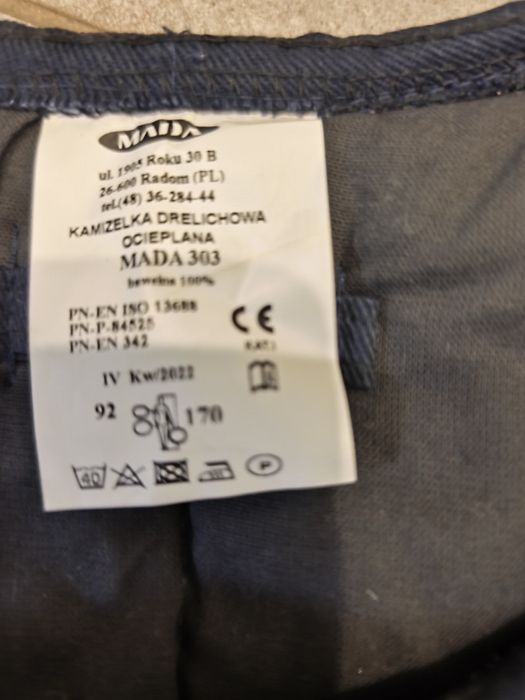 MADA
ul. 1905 Roku 30 B
26-600 Radom (PL)
tel.(48) 36-284-44
KAMIZELKA DRELICHOWA
OCIEPLANA
MADA 303
bawełna 100%
PN-EN ISO 13688
PN-P-84525
PN-EN 342
CE
KAT.I
IV Kw/2022
92
170
40
P